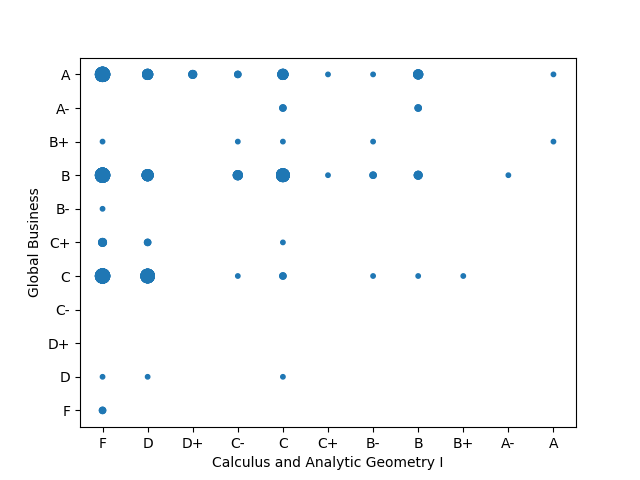 A
A-
B+
B
B-
C+
C
C-
D+
D
F
Global Business
F D D+ C- C C+ B- B B+ A- A
Calculus and Analytic Geometry I